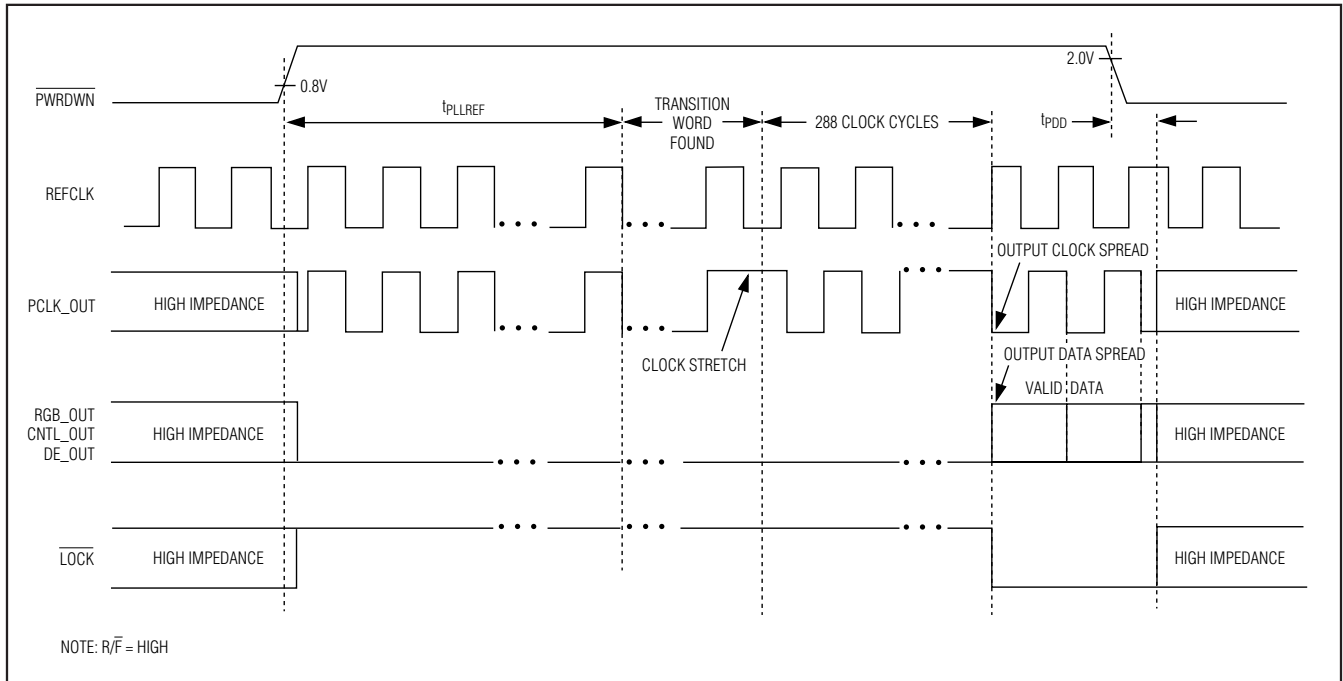 2.0V
0.8V
PWRDWN
tPLLREF
TRANSITION
WORD
FOUND
288 CLOCK CYCLES
tPDD
REFCLK
OUTPUT CLOCK SPREAD
PCLK_OUT
HIGH IMPEDANCE
HIGH IMPEDANCE
CLOCK STRETCH
OUTPUT DATA SPREAD
VALID DATA
RGB_OUT
CNTL_OUT
DE_OUT
HIGH IMPEDANCE
HIGH IMPEDANCE
LOCK
HIGH IMPEDANCE
HIGH IMPEDANCE
NOTE: R/F̅ = HIGH